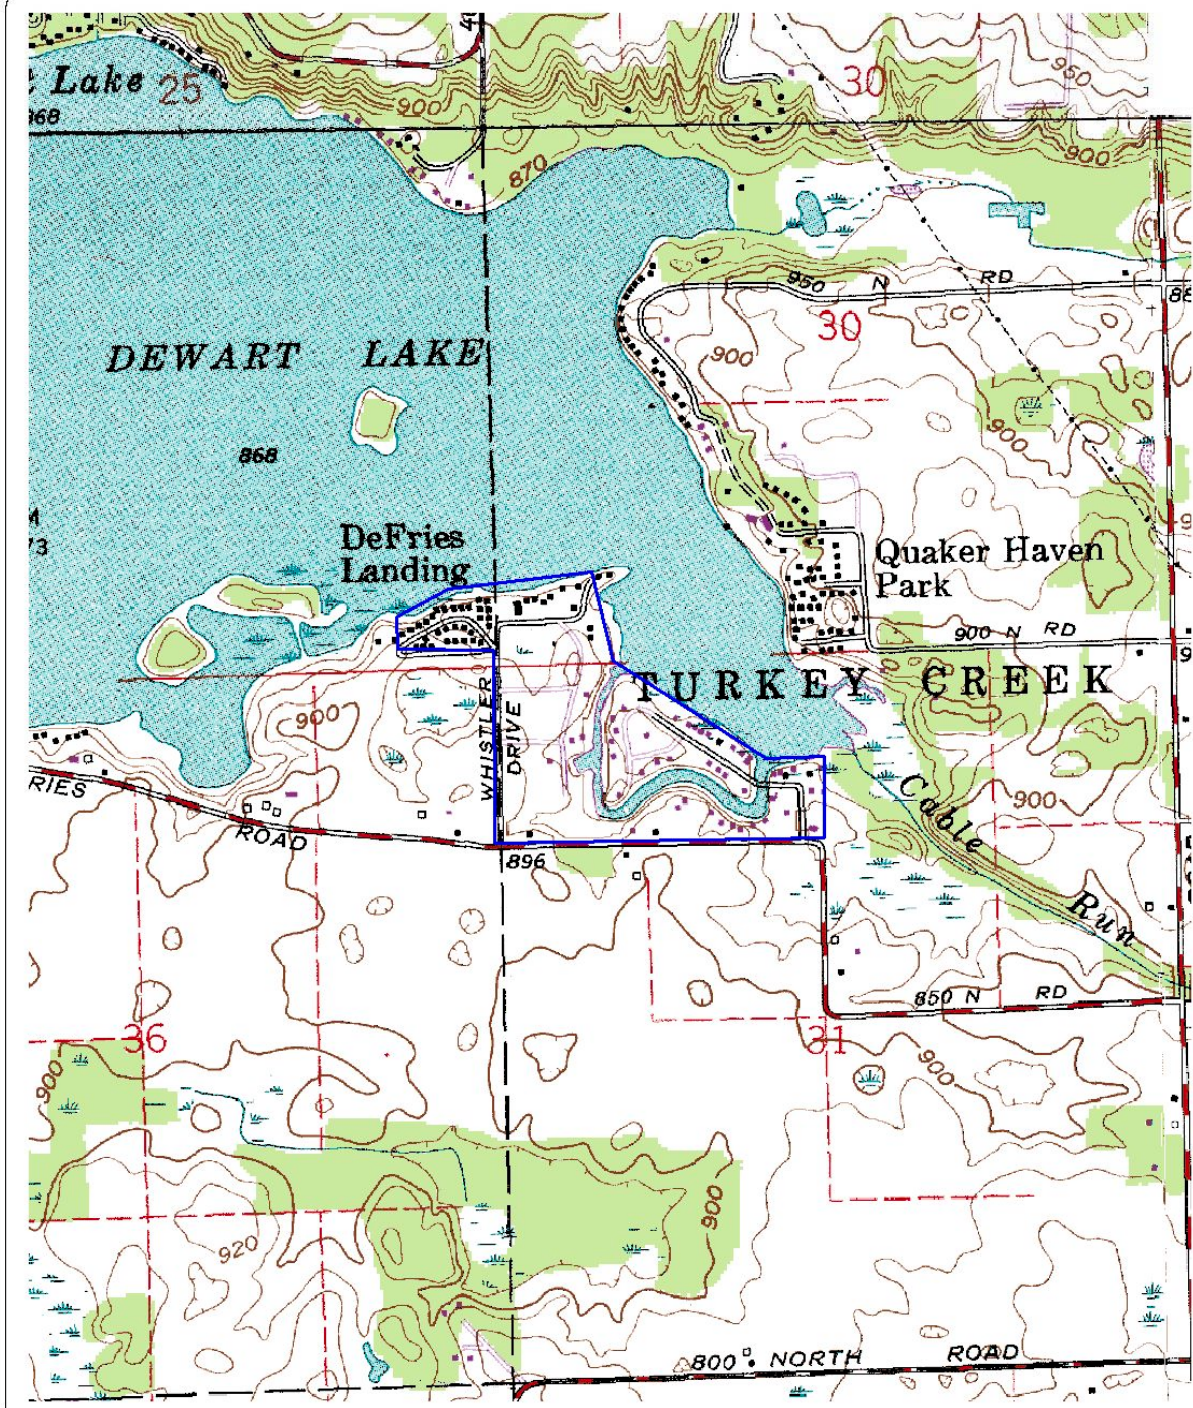 t Lake
25
868
900
30
950
900
870
950 N RD
30
900
DEWART LAKE
868
900
DeFries
Landing
Quaker Haven
Park
900 N RD
TURKEY CREEK
WHISTLER
DRIVE
900
RIES
ROAD
896
Cable
Run
900
850 N RD
36
31
900
900
900
920
800 NORTH ROAD